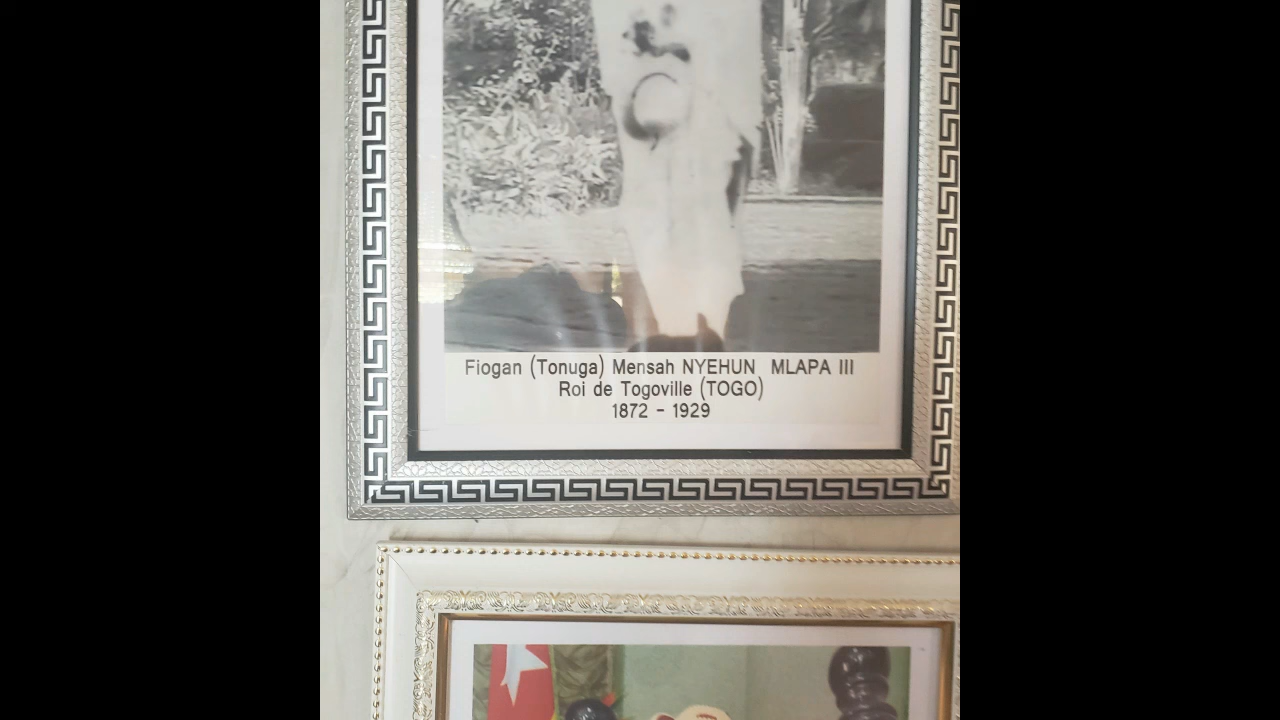 Fiogan (Tonuga) Mensah NYEHUN MLAPA III
Roi de Togoville (TOGO)
1872 - 1929